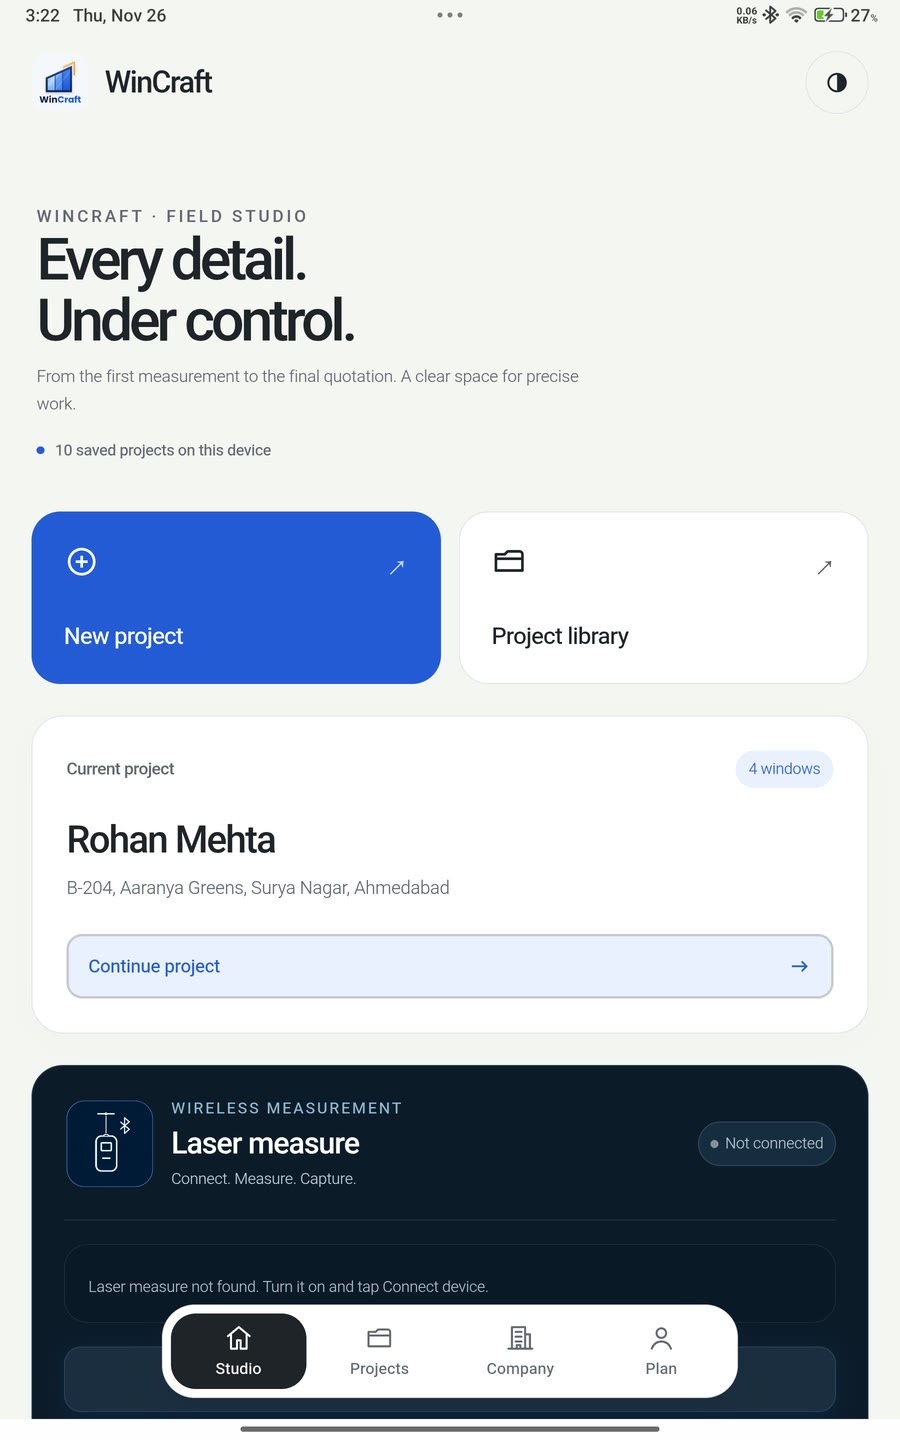 3:22 Thu, Nov 26
0.06 KB/s
27%
WinCraft
WinCraft
WINCRAFT · FIELD STUDIO
Every detail.
Under control.
From the first measurement to the final quotation. A clear space for precise
work.
10 saved projects on this device
New project
Project library
Current project
4 windows
Rohan Mehta
B-204, Aaranya Greens, Surya Nagar, Ahmedabad
Continue project
WIRELESS MEASUREMENT
Laser measure
Not connected
Connect. Measure. Capture.
Laser measure not found. Turn it on and tap Connect device.
Studio
Projects
Company
Plan